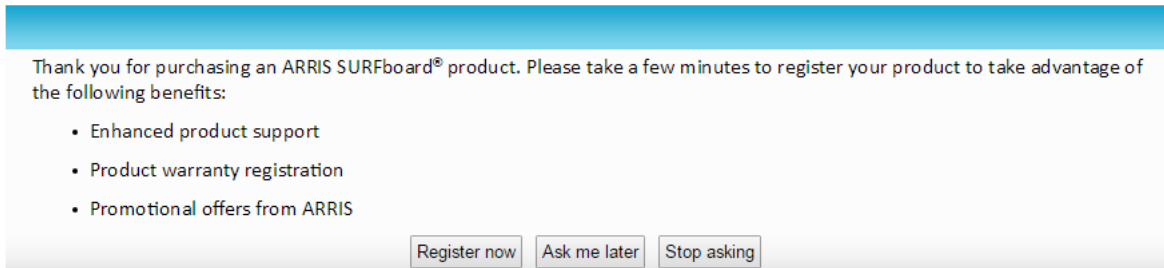 Thank you for purchasing an ARRIS SURFboard® product. Please take a few minutes to register your product to take advantage of
the following benefits:
• Enhanced product support
• Product warranty registration
• Promotional offers from ARRIS
Register now Ask me later Stop asking